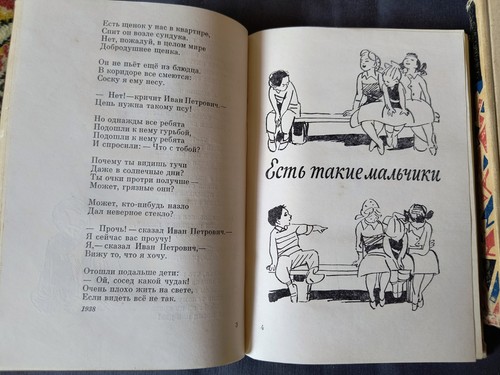 Есть щенок у нас в квартире,
Спит он возле сундука.
Нет, пожалуй, в целом мире
Добродушнее щенка.
Он не пьёт ещё из блюдца.
В коридоре все смеются:
Соску я ему несу.
— Нет!—кричит Иван Петрович.—
Цепь нужна такому псу!
Но однажды все ребята
Подошли к нему гурьбой,
Подошли к нему ребята
И спросили: — Что с тобой?
Почему ты видишь тучи
Даже в солнечные дни?
Ты очки протри получше —
Может, грязные они?
Может, кто-нибудь назло
Дал неверное стекло?
— Прочь! — сказал Иван Петрович.—
Я сейчас вас проучу!
Я,— сказал Иван Петрович,—
Вижу то, что я хочу.
Отошли подальше дети:
— Ой, сосед какой чудак!
Очень плохо жить на свете,
Если видеть всё не так.
1938
Есть такие мальчики